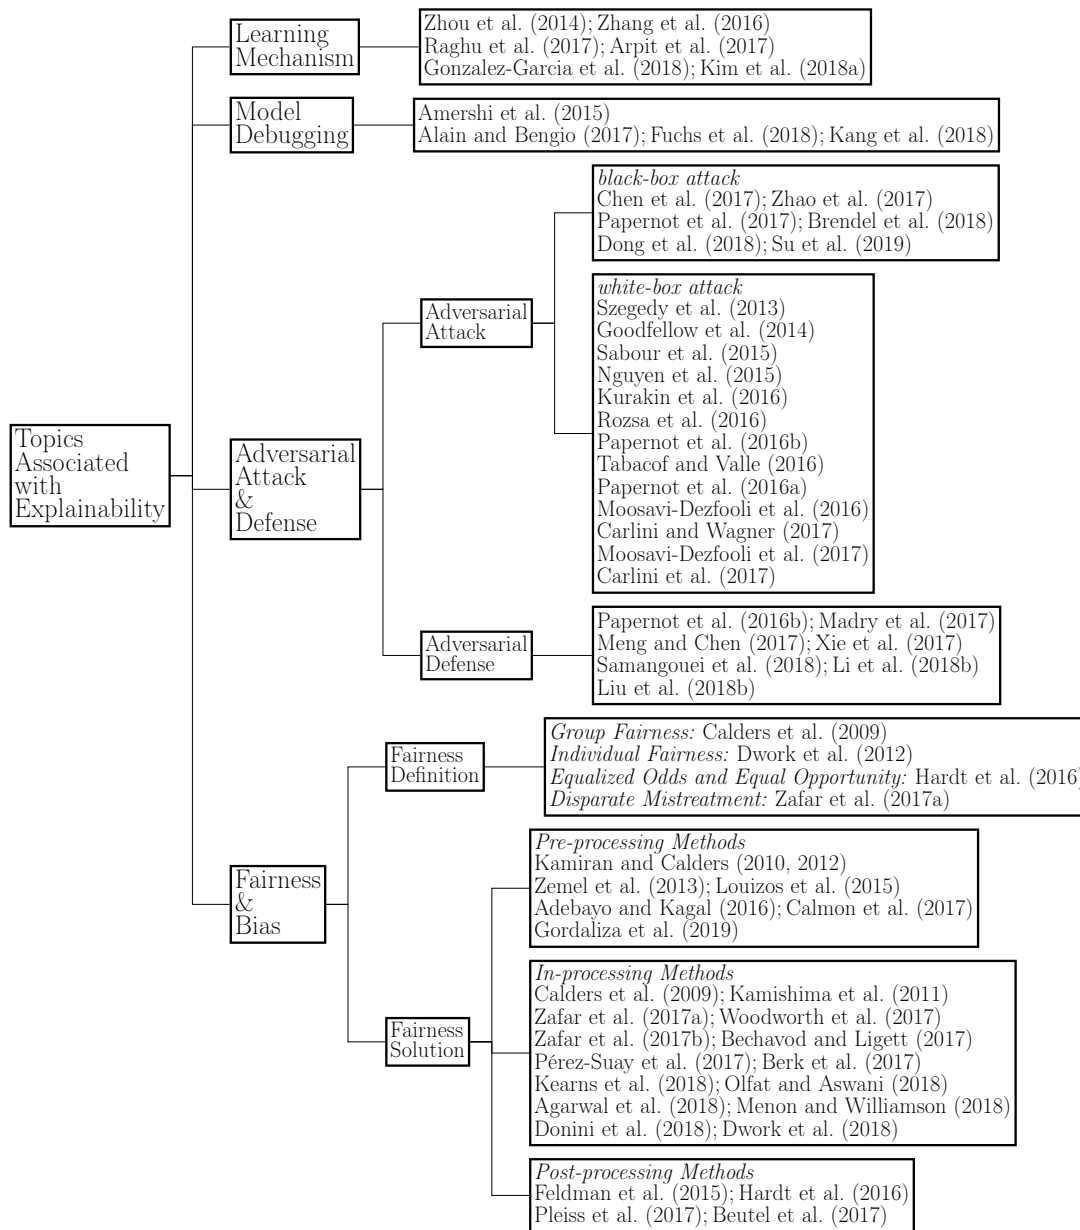 Topics
Associated
with
Explainability
Learning
Mechanism
Zhou et al. (2014); Zhang et al. (2016)
Raghu et al. (2017); Arpit et al. (2017)
Gonzalez-Garcia et al. (2018); Kim et al. (2018a)
Model
Debugging
Amershi et al. (2015)
Alain and Bengio (2017); Fuchs et al. (2018); Kang et al. (2018)
Adversarial
Attack
&
Defense
Adversarial
Attack
black-box attack
Chen et al. (2017); Zhao et al. (2017)
Papernot et al. (2017); Brendel et al. (2018)
Dong et al. (2018); Su et al. (2019)
white-box attack
Szegedy et al. (2013)
Goodfellow et al. (2014)
Sabour et al. (2015)
Nguyen et al. (2015)
Kurakin et al. (2016)
Rozsa et al. (2016)
Papernot et al. (2016b)
Tabacof and Valle (2016)
Papernot et al. (2016a)
Moosavi-Dezfooli et al. (2016)
Carlini and Wagner (2017)
Moosavi-Dezfooli et al. (2017)
Carlini et al. (2017)
Adversarial
Defense
Papernot et al. (2016b); Madry et al. (2017)
Meng and Chen (2017); Xie et al. (2017)
Samangouei et al. (2018); Li et al. (2018b)
Liu et al. (2018b)
Fairness
&
Bias
Fairness
Definition
Group Fairness: Calders et al. (2009)
Individual Fairness: Dwork et al. (2012)
Equalized Odds and Equal Opportunity: Hardt et al. (2016)
Disparate Mistreatment: Zafar et al. (2017a)
Fairness
Solution
Pre-processing Methods
Kamiran and Calders (2010, 2012)
Zemel et al. (2013); Louizos et al. (2015)
Adebayo and Kagal (2016); Calmon et al. (2017)
Gordaliza et al. (2019)
In-processing Methods
Calders et al. (2009); Kamishima et al. (2011)
Zafar et al. (2017a); Woodworth et al. (2017)
Zafar et al. (2017b); Bechavod and Ligett (2017)
Pérez-Suay et al. (2017); Berk et al. (2017)
Kearns et al. (2018); Olfat and Aswani (2018)
Agarwal et al. (2018); Menon and Williamson (2018)
Donini et al. (2018); Dwork et al. (2018)
Post-processing Methods
Feldman et al. (2015); Hardt et al. (2016)
Pleiss et al. (2017); Beutel et al. (2017)